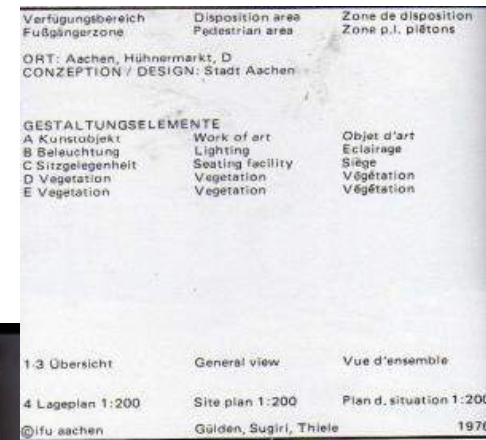 Verfügungsbereich Disposition area Zone de disposition
Fußgängerzone Pedestrian area Zone p.l. piétons
ORT: Aachen, Hühnermarkt, D
CONZEPTION / DESIGN: Stadt Aachen
GESTALTUNGSELEMENTE
A Kunstobjekt Work of art Objet d'art
B Beleuchtung Lighting Eclairage
C Sitzgelegenheit Seating facility Siège
D Vegetation Vegetation Végétation
E Vegetation Vegetation Végétation
1-3 Übersicht General view Vue d'ensemble
4 Lageplan 1:200 Site plan 1:200 Plan d. situation 1:200
©ifu aachen Gülden, Sugiri, Thiele 1976